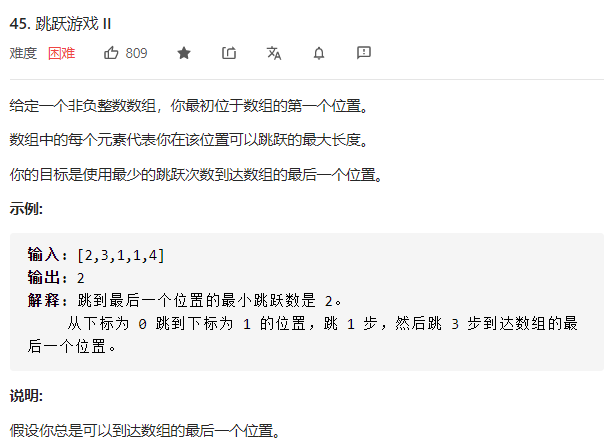 45. 跳跃游戏 II
难度 困难 809
给定一个非负整数数组，你最初位于数组的第一个位置。
数组中的每个元素代表你在该位置可以跳跃的最大长度。
你的目标是使用最少的跳跃次数到达数组的最后一个位置。
示例:
输入: [2,3,1,1,4]
输出: 2
解释: 跳到最后一个位置的最小跳跃数是 2。
从下标为 0 跳到下标为 1 的位置，跳 1 步，然后跳 3 步到达数组的最
后一个位置。
说明:
假设你总是可以到达数组的最后一个位置。